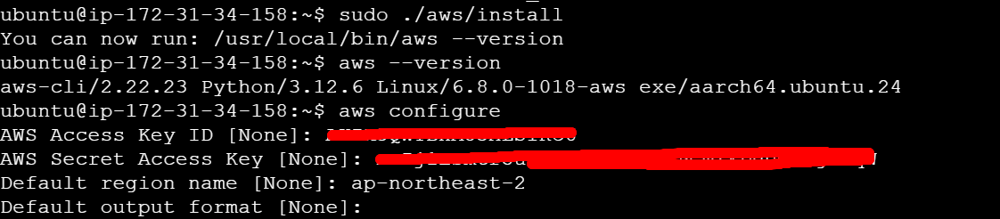 ubuntu@ip-172-31-34-158:~$ sudo ./aws/install
You can now run: /usr/local/bin/aws --version
ubuntu@ip-172-31-34-158:~$ aws --version
aws-cli/2.22.23 Python/3.12.6 Linux/6.8.0-1018-aws exe/aarch64.ubuntu.24
ubuntu@ip-172-31-34-158:~$ aws configure
AWS Access Key ID [None]:
AWS Secret Access Key [None]:
Default region name [None]: ap-northeast-2
Default output format [None]: